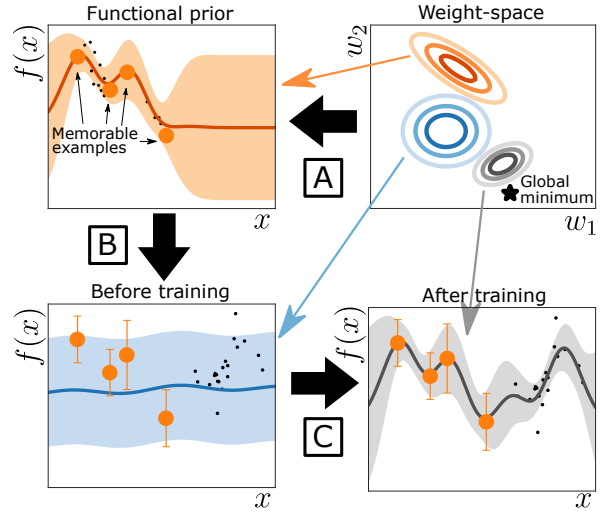 Functional prior
Weight-space
f(x)
w₂
Memorable
examples
A
Global
minimum
x
w₁
B
Before training
After training
f(x)
f(x)
C
x
x